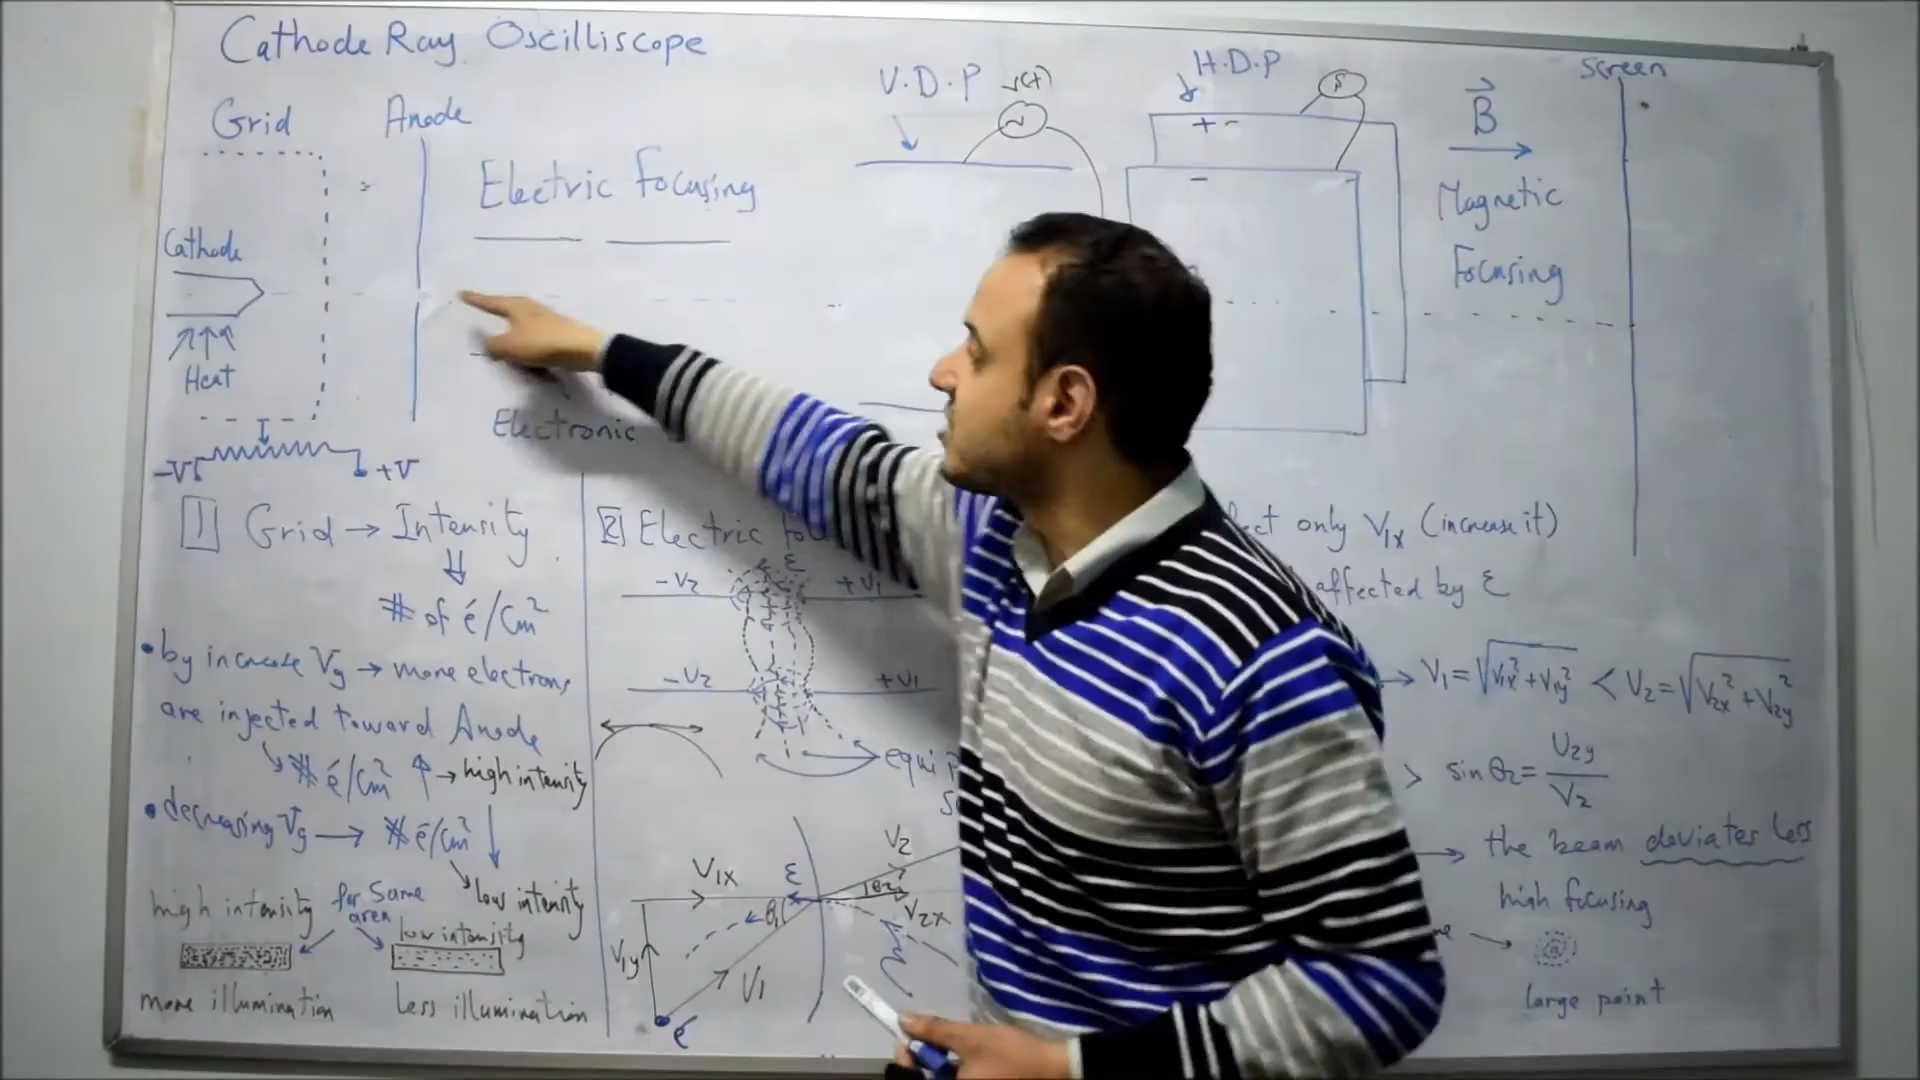 Cathode Ray Oscilliscope
Grid
Anode
Electric Focusing
V.D.P
v(t)
H.D.P
+ -
-
B
Magnetic
Focusing
Screen
Cathode
Heat
-V
+V
Electronic
1 Grid → Intensity
⇓
# of é/cm²
• by increase Vg → more electrons
are injected toward Anode
↘ # é/cm² ↑ → high intensity
• decreasing Vg → # é/cm² ↓
↘ low intensity
high intensity
for same
area
low intensity
more illumination
Less illumination
2 Electric
-V2
ε
+V1
-V2
+V1
V1x
ε
V2
θ2
V2x
θ1
V1y
V1
é
only V1x (increase it)
affected by ε
→ V1 = √V1x² + V1y² < V2 = √V2x² + V2y²
> sin θ2 = U2y / V2
→ the beam deviates less
high focusing
large point